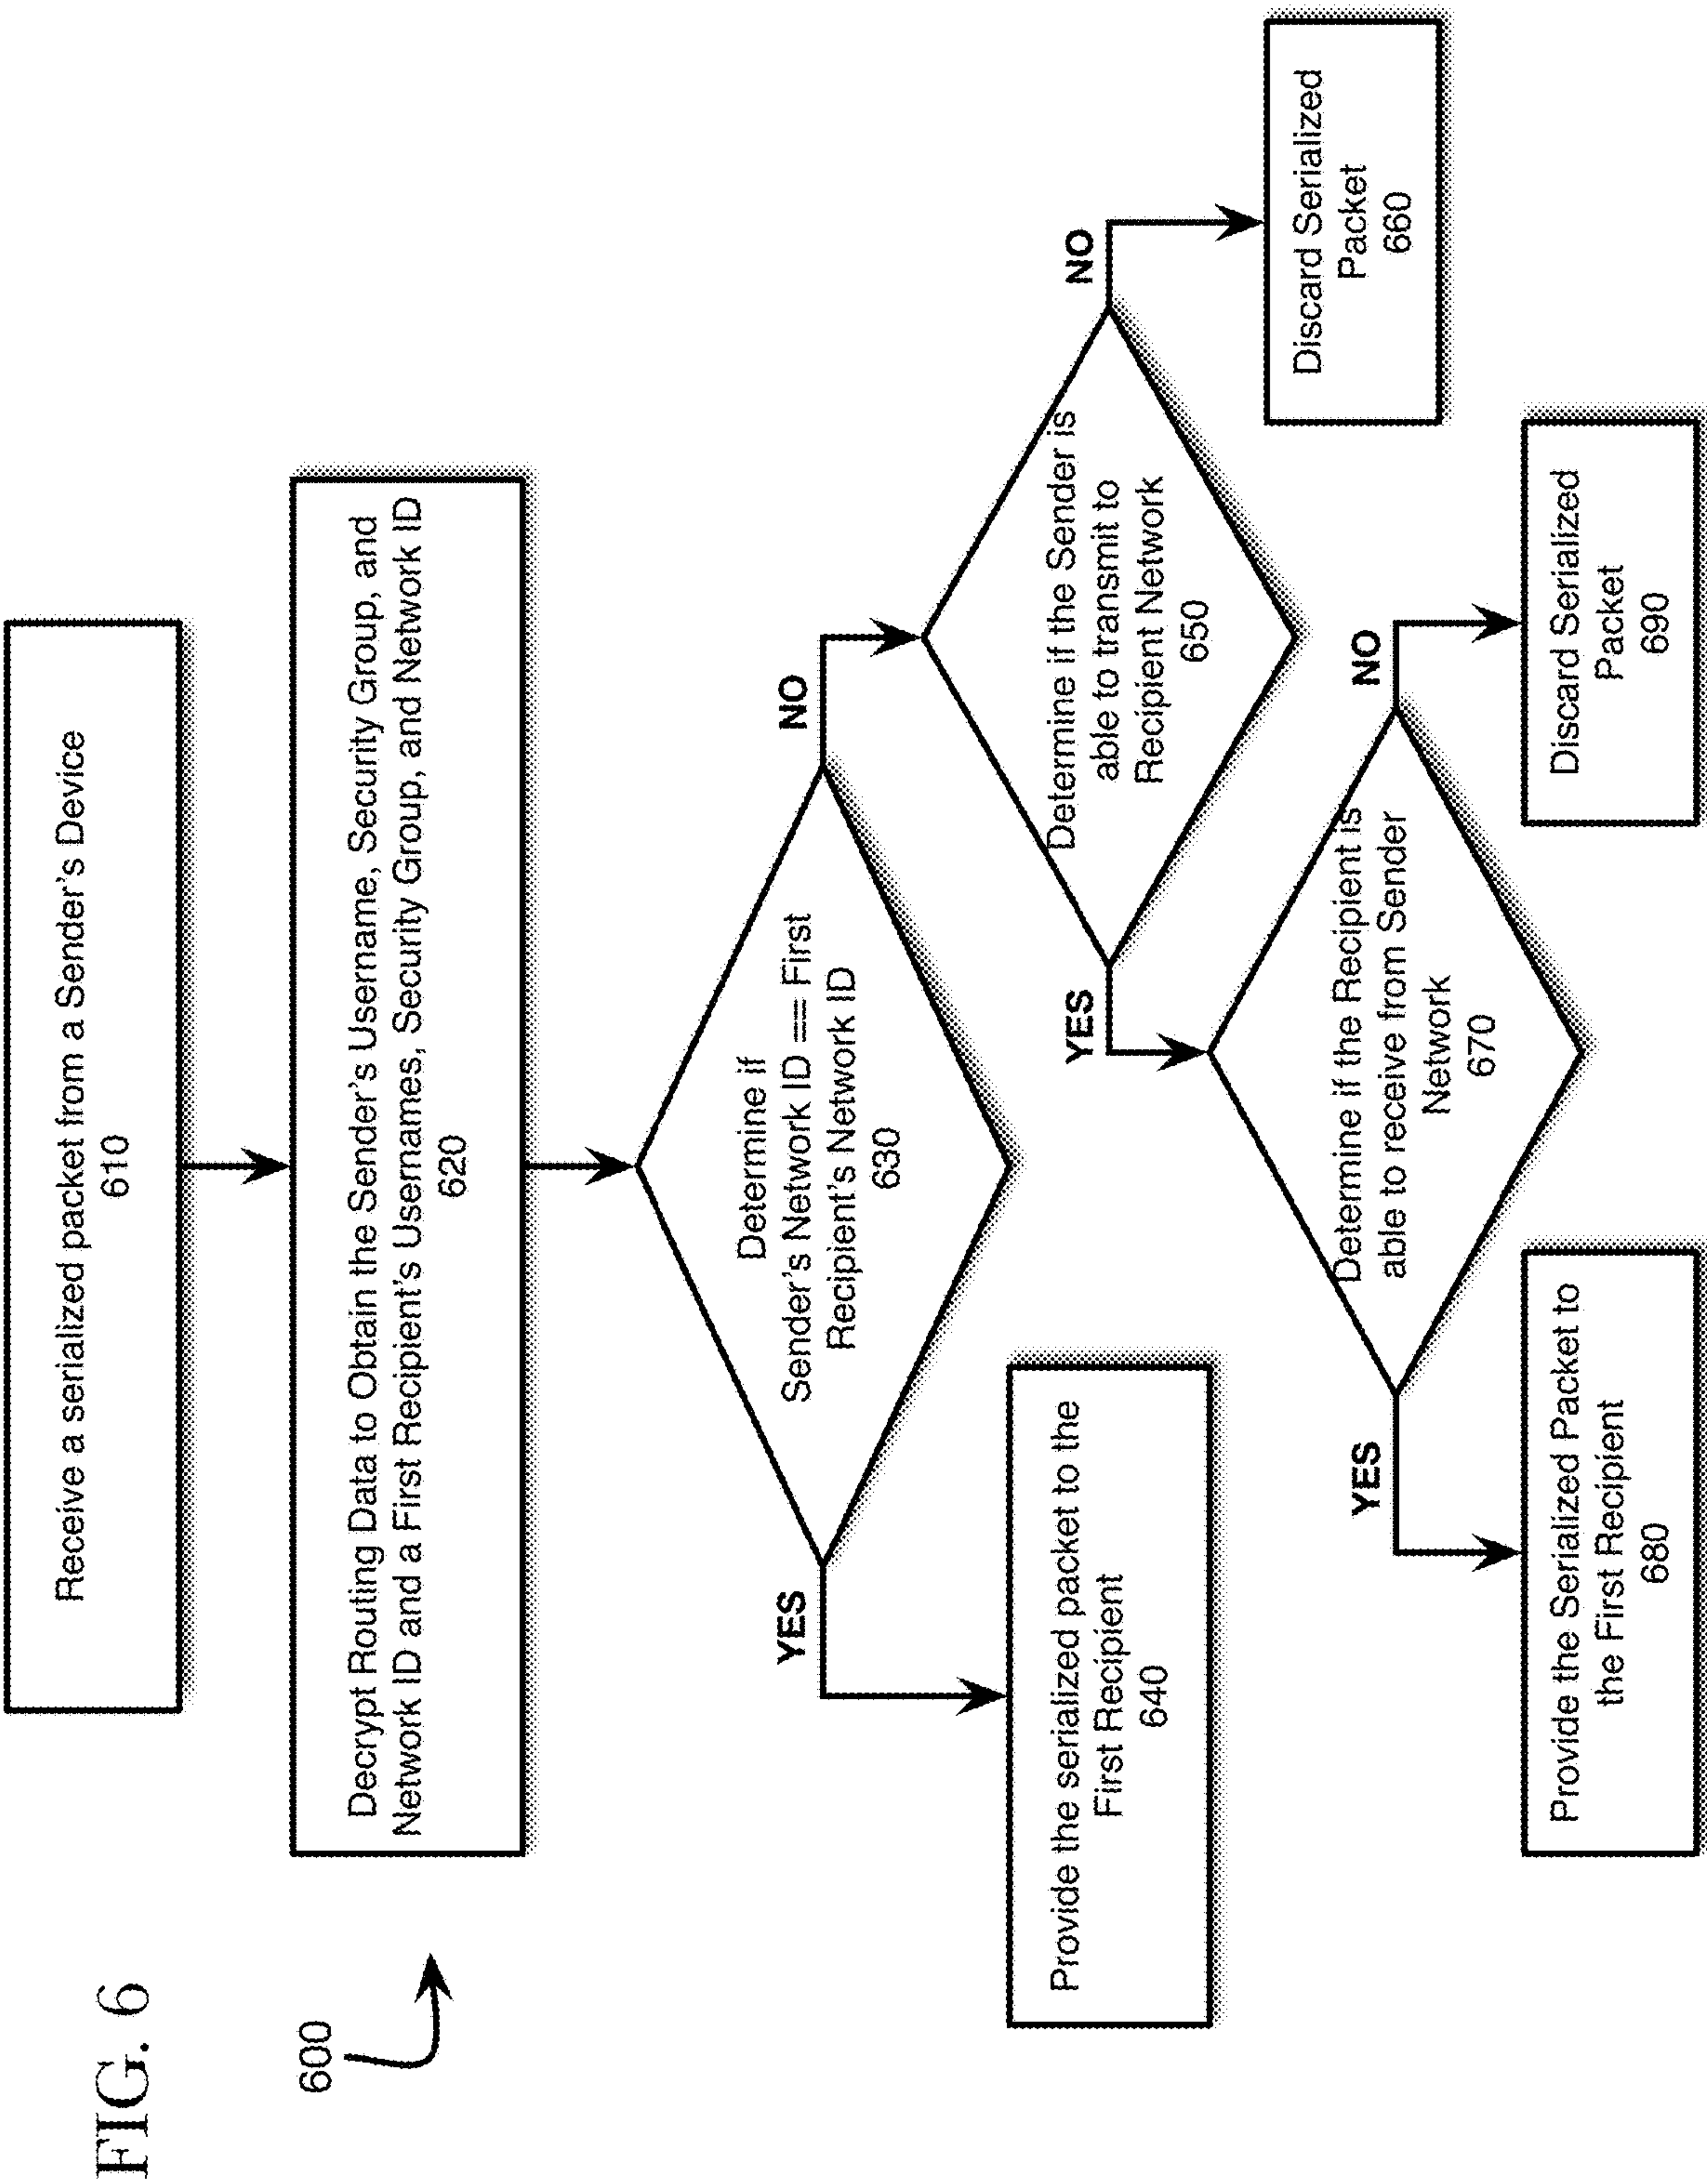 FIG. 6
600
Receive a serialized packet from a Sender's Device
610
Decrypt Routing Data to Obtain the Sender's Username, Security Group, and
Network ID and a First Recipient's Usernames, Security Group, and Network ID
620
Determine if
Sender's Network ID == First
Recipient's Network ID
630
YES
NO
Provide the serialized packet to the
First Recipient
640
Determine if the Sender is
able to transmit to
Recipient Network
650
YES
NO
Discard Serialized
Packet
660
Determine if the Recipient is
able to receive from Sender
Network
670
YES
NO
Provide the Serialized Packet to
the First Recipient
680
Discard Serialized
Packet
690